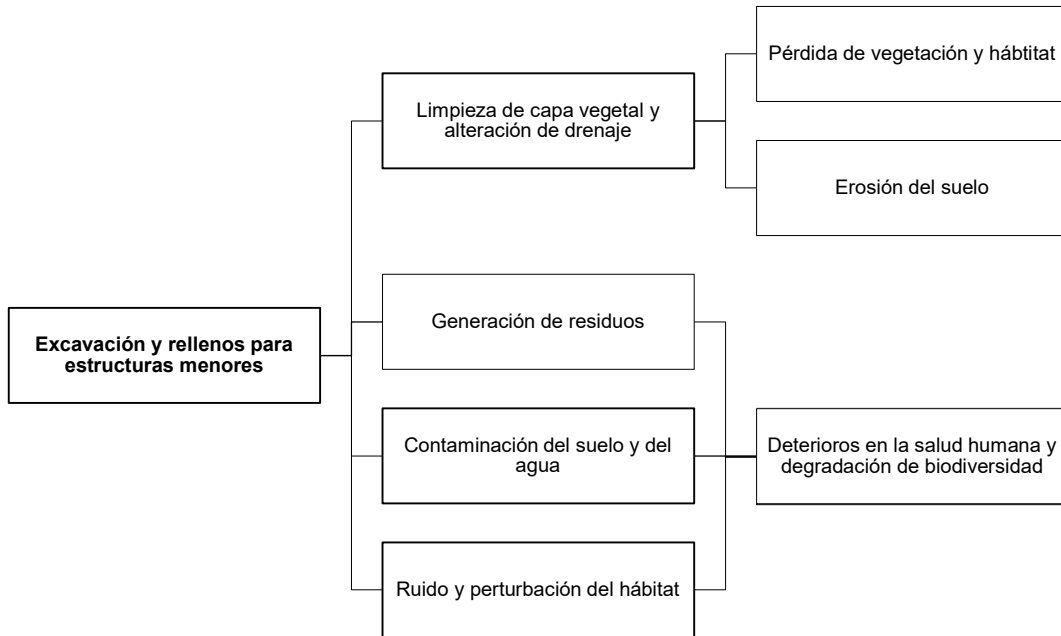 Pérdida de vegetación y hábtitat
Limpieza de capa vegetal y
alteración de drenaje
Erosión del suelo
Excavación y rellenos para
estructuras menores
Generación de residuos
Contaminación del suelo y del
agua
Deterioros en la salud humana y
degradación de biodiversidad
Ruido y perturbación del hábitat